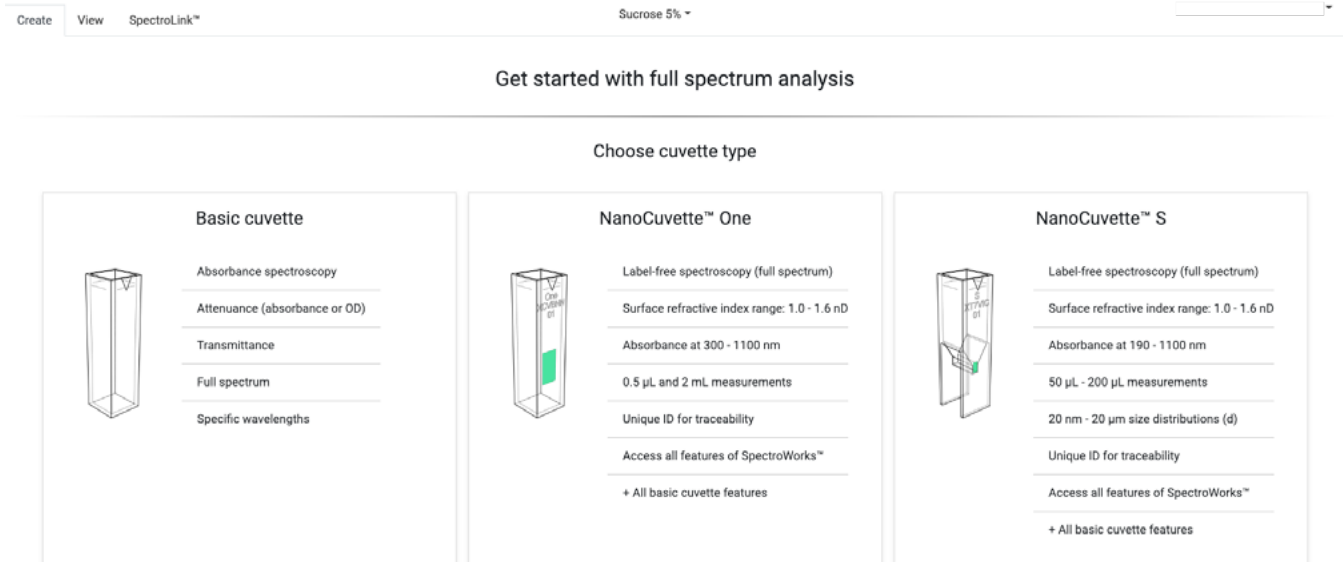 Create View SpectroLink™ Sucrose 5%
Get started with full spectrum analysis
Choose cuvette type
Basic cuvette
Absorbance spectroscopy
Attenuance (absorbance or OD)
Transmittance
Full spectrum
Specific wavelengths
NanoCuvette™ One
One
01
Label-free spectroscopy (full spectrum)
Surface refractive index range: 1.0 - 1.6 nD
Absorbance at 300 - 1100 nm
0.5 µL and 2 mL measurements
Unique ID for traceability
Access all features of SpectroWorks™
+ All basic cuvette features
NanoCuvette™ S
S
01
Label-free spectroscopy (full spectrum)
Surface refractive index range: 1.0 - 1.6 nD
Absorbance at 190 - 1100 nm
50 µL - 200 µL measurements
20 nm - 20 µm size distributions (d)
Unique ID for traceability
Access all features of SpectroWorks™
+ All basic cuvette features